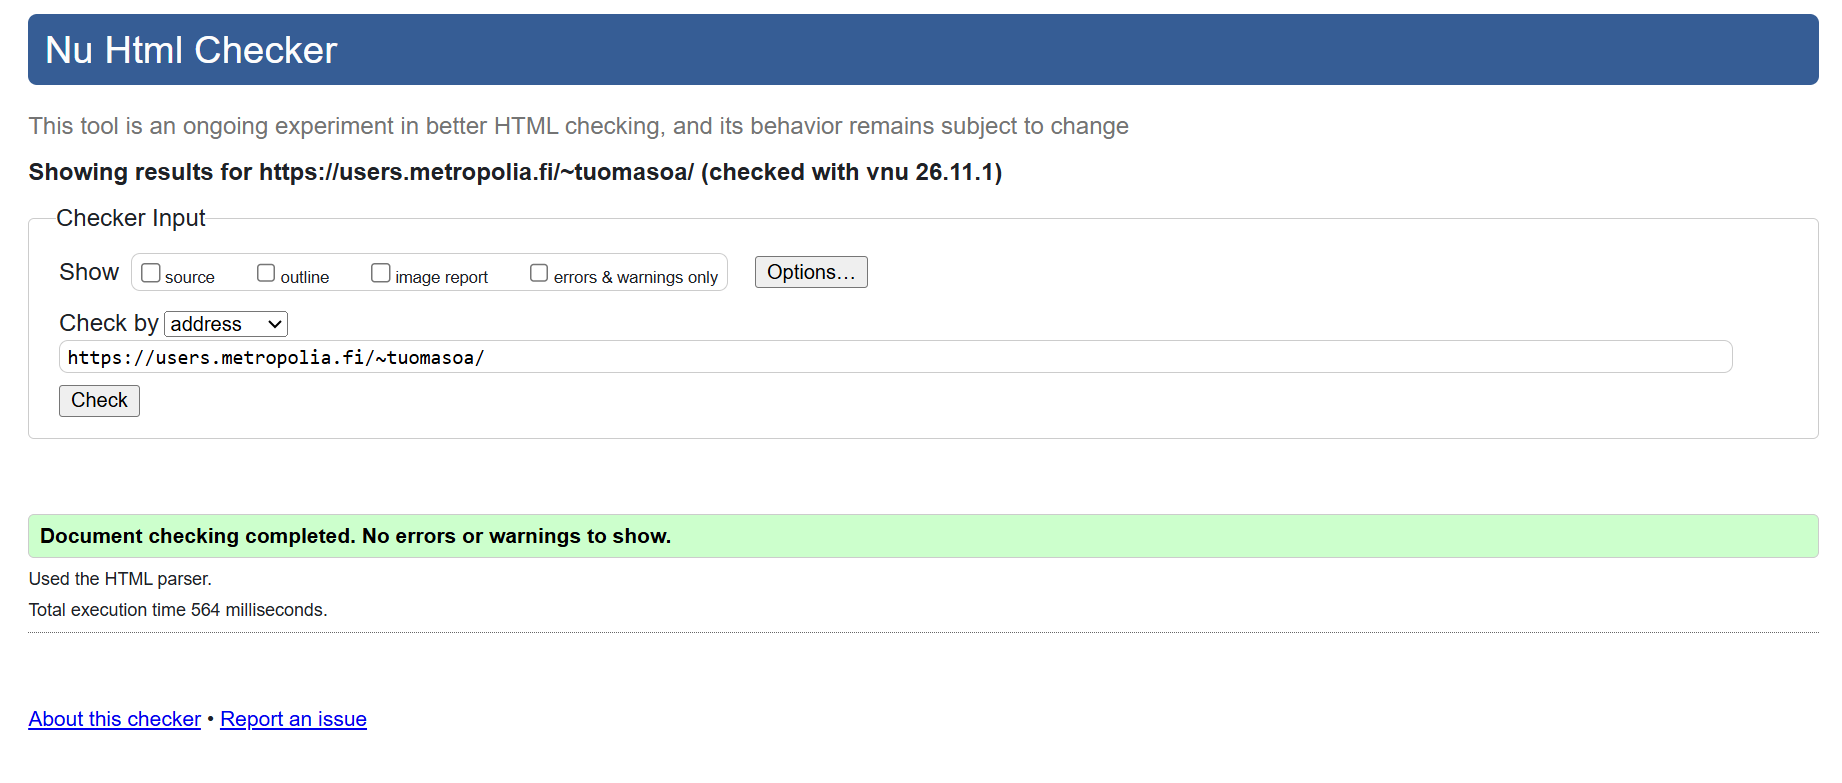 Nu Html Checker
This tool is an ongoing experiment in better HTML checking, and its behavior remains subject to change
Showing results for https://users.metropolia.fi/~tuomasoa/ (checked with vnu 26.11.1)
Checker Input
Show source outline image report errors & warnings only Options…
Check by address
https://users.metropolia.fi/~tuomasoa/
Check
Document checking completed. No errors or warnings to show.
Used the HTML parser.
Total execution time 564 milliseconds.
About this checker • Report an issue